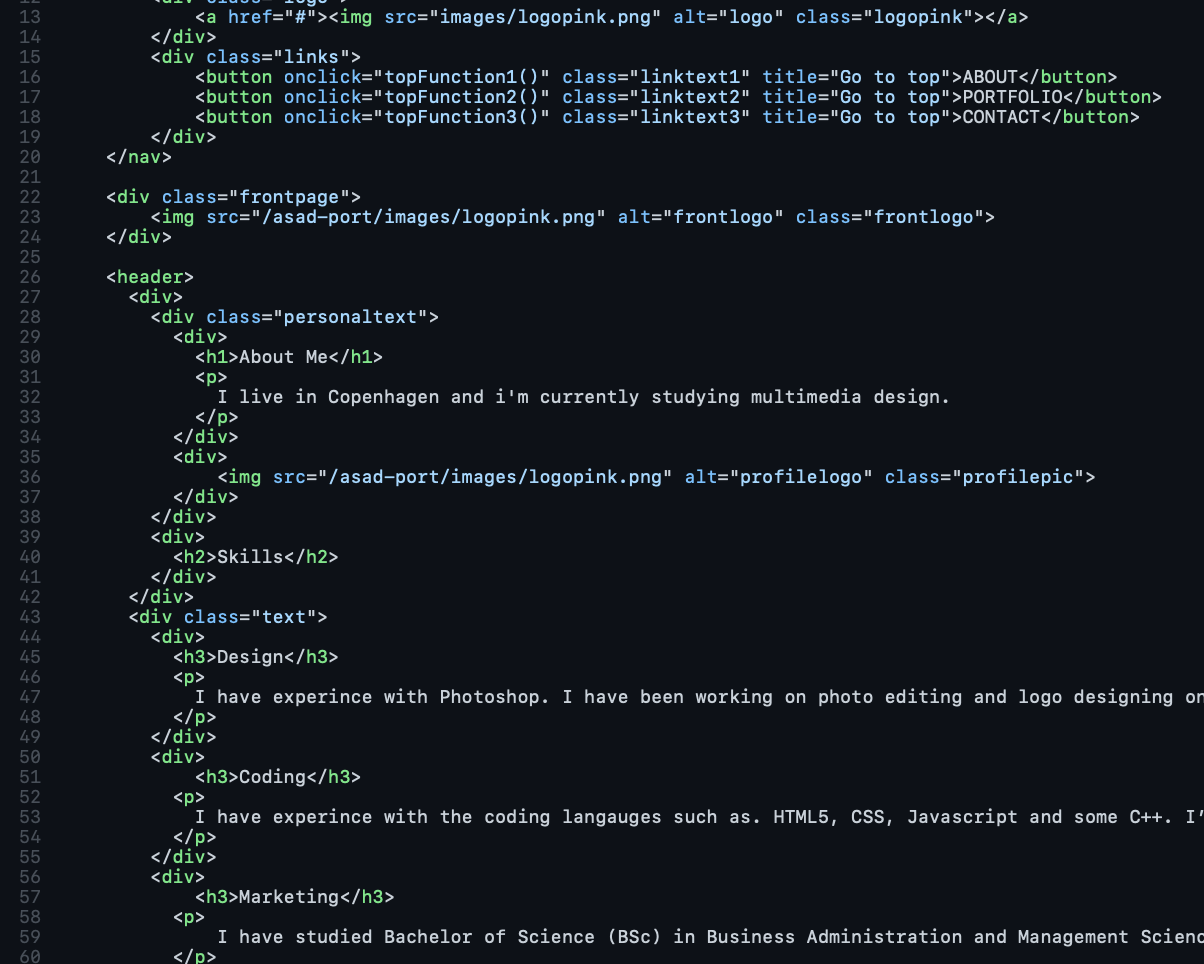 12 <div class="logo">
13 <a href="#"><img src="images/logopink.png" alt="logo" class="logopink"></a>
14 </div>
15 <div class="links">
16 <button onclick="topFunction1()" class="linktext1" title="Go to top">ABOUT</button>
17 <button onclick="topFunction2()" class="linktext2" title="Go to top">PORTFOLIO</button>
18 <button onclick="topFunction3()" class="linktext3" title="Go to top">CONTACT</button>
19 </div>
20 </nav>
21
22 <div class="frontpage">
23 <img src="/asad-port/images/logopink.png" alt="frontlogo" class="frontlogo">
24 </div>
25
26 <header>
27 <div>
28 <div class="personaltext">
29 <div>
30 <h1>About Me</h1>
31 <p>
32 I live in Copenhagen and i'm currently studying multimedia design.
33 </p>
34 </div>
35 <div>
36 <img src="/asad-port/images/logopink.png" alt="profilelogo" class="profilepic">
37 </div>
38 </div>
39 <div>
40 <h2>Skills</h2>
41 </div>
42 </div>
43 <div class="text">
44 <div>
45 <h3>Design</h3>
46 <p>
47 I have experince with Photoshop. I have been working on photo editing and logo designing on
48 </p>
49 </div>
50 <div>
51 <h3>Coding</h3>
52 <p>
53 I have experince with the coding langauges such as. HTML5, CSS, Javascript and some C++. I'
54 </p>
55 </div>
56 <div>
57 <h3>Marketing</h3>
58 <p>
59 I have studied Bachelor of Science (BSc) in Business Administration and Management Scienc
60 </p>